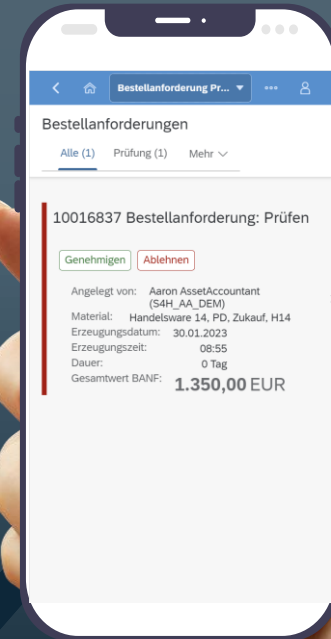 Bestellanforderung Pr...
Bestellanforderungen
Alle (1) Prüfung (1) Mehr
10016837 Bestellanforderung: Prüfen
Genehmigen Ablehnen
Angelegt von: Aaron AssetAccountant
(S4H_AA_DEM)
Material: Handelsware 14, PD, Zukauf, H14
Erzeugungsdatum: 30.01.2023
Erzeugungszeit: 08:55
Dauer: 0 Tag
Gesamtwert BANF: 1.350,00 EUR